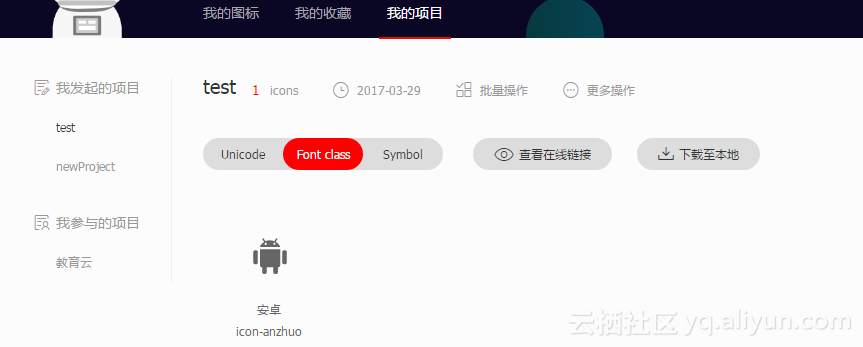 我的图标 我的收藏 我的项目
我发起的项目
test
newProject
我参与的项目
教育云
test 1 icons 2017-03-29 批量操作 更多操作
Unicode Font class Symbol 查看在线链接 下载至本地
安卓
icon-anzhuo
云栖社区 yq.aliyun.com